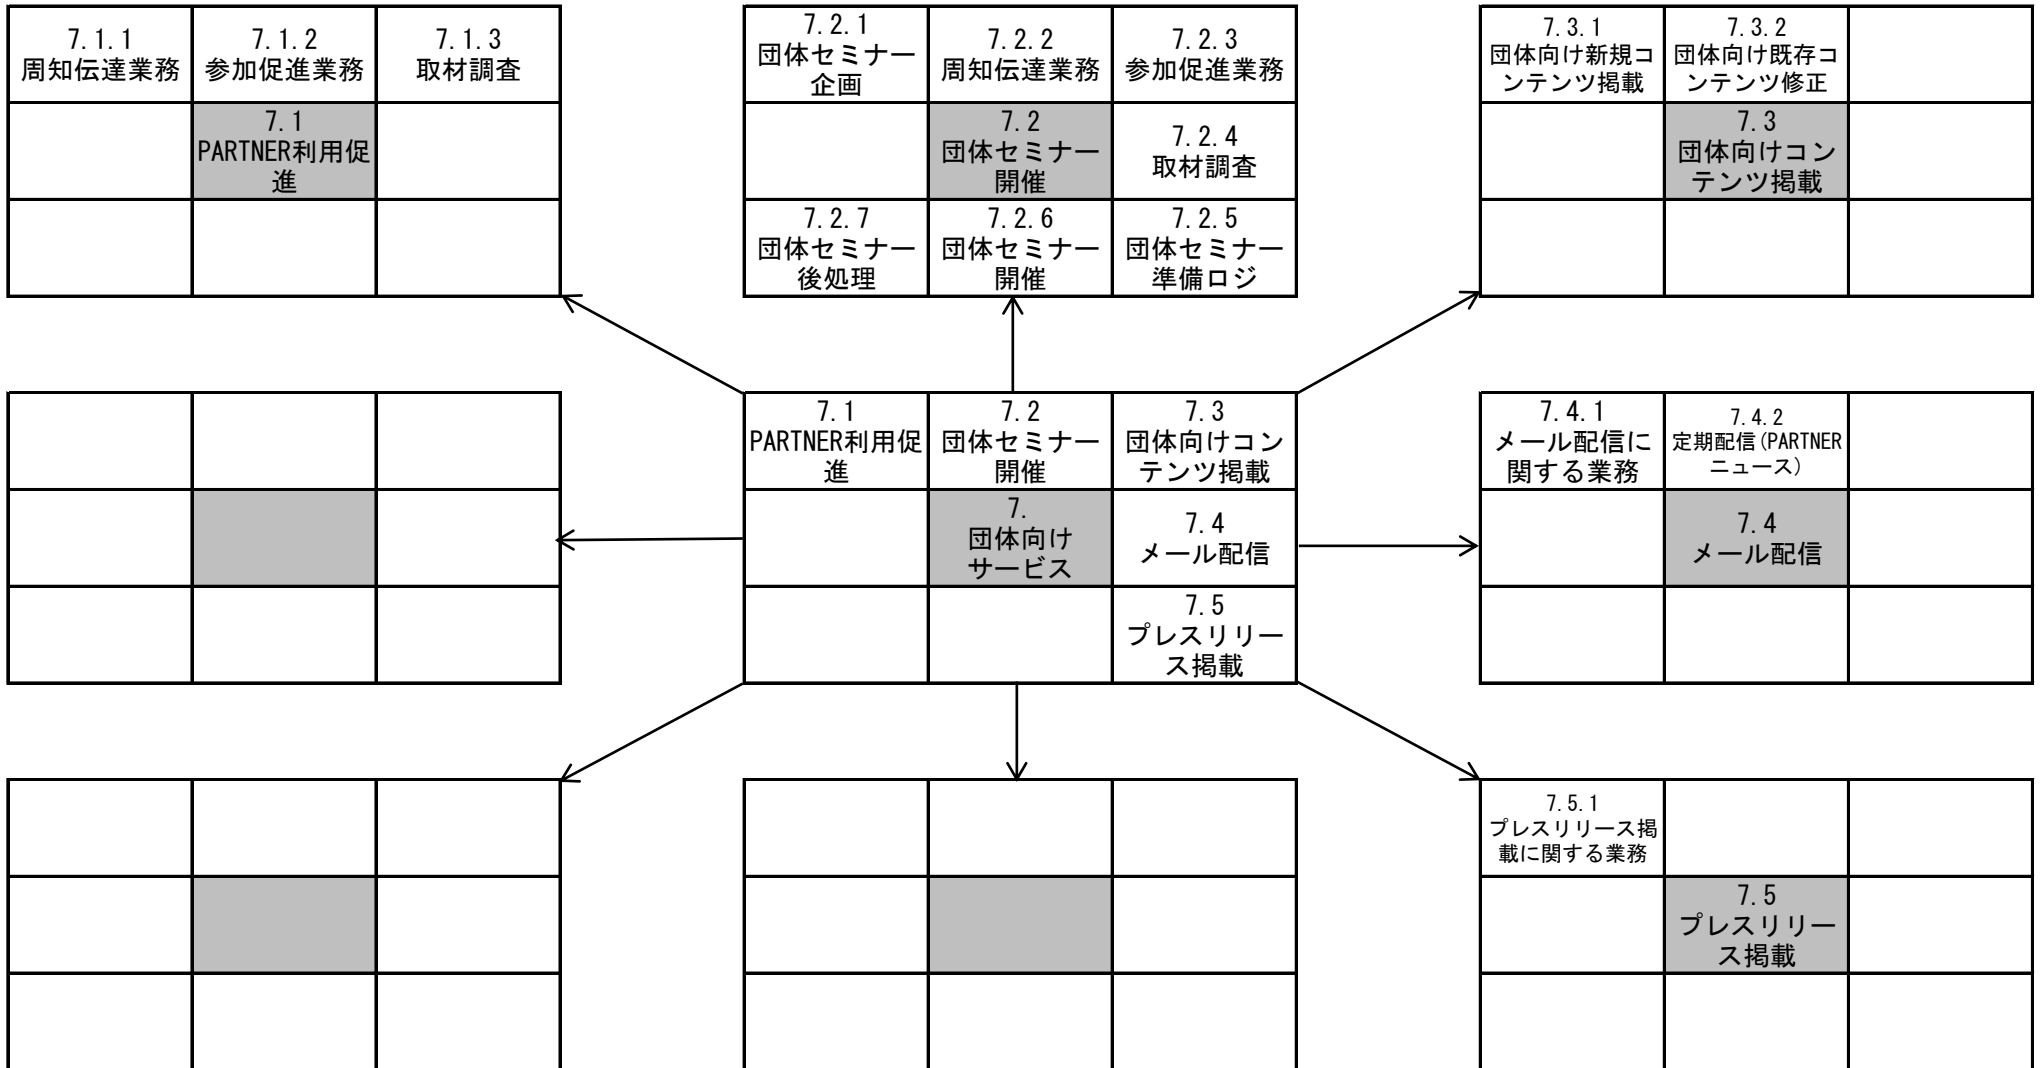 7.1.1
周知伝達業務
7.1.2
参加促進業務
7.1.3
取材調査
7.1
PARTNER利用促
進
7.2.1
団体セミナー
企画
7.2.2
周知伝達業務
7.2.3
参加促進業務
7.2
団体セミナー
開催
7.2.4
取材調査
7.2.7
団体セミナー
後処理
7.2.6
団体セミナー
開催
7.2.5
団体セミナー
準備ロジ
7.3.1
団体向け新規コ
ンテンツ掲載
7.3.2
団体向け既存コ
ンテンツ修正
7.3
団体向けコン
テンツ掲載
7.1
PARTNER利用促
進
7.2
団体セミナー
開催
7.3
団体向けコン
テンツ掲載
7.
団体向け
サービス
7.4
メール配信
7.5
プレスリリー
ス掲載
7.4.1
メール配信に
関する業務
7.4.2
定期配信(PARTNER
ニュース)
7.4
メール配信
7.5.1
プレスリリース掲
載に関する業務
7.5
プレスリリー
ス掲載